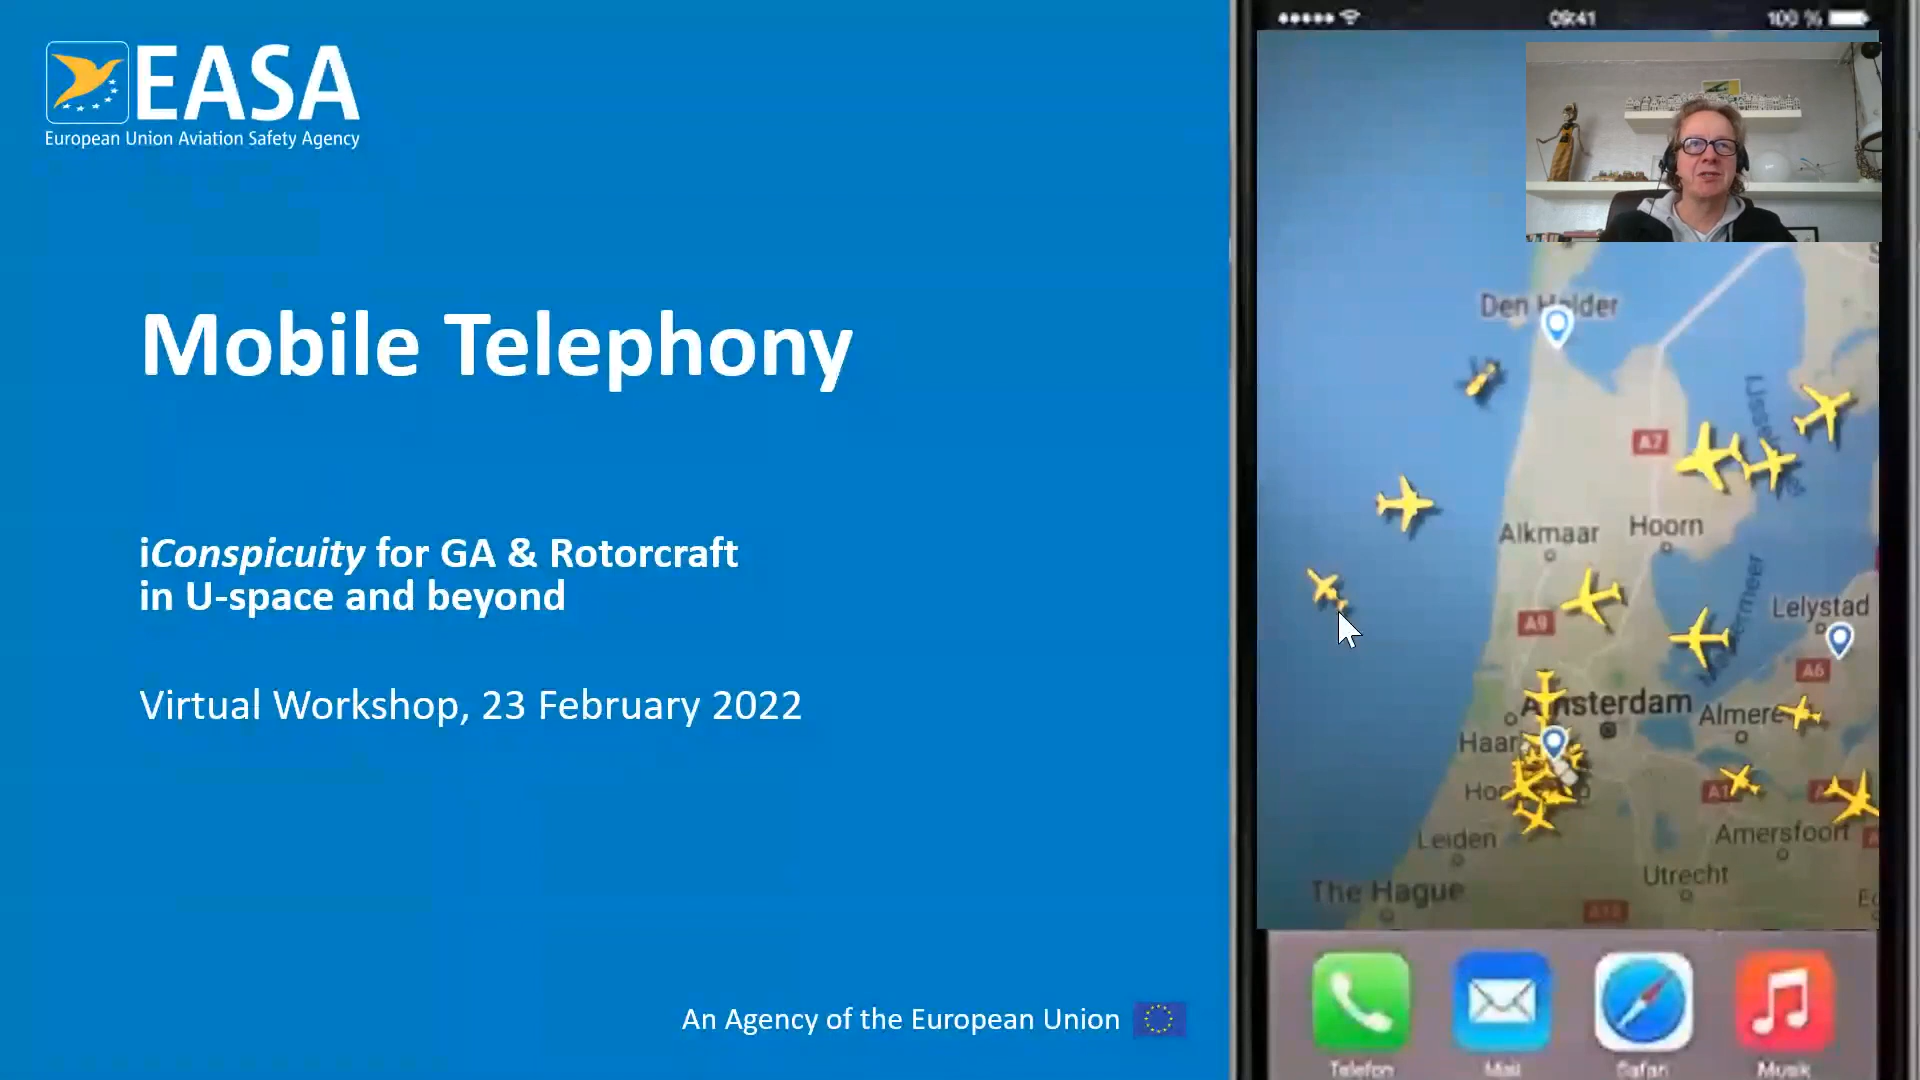 EASA
European Union Aviation Safety Agency
Mobile Telephony
iConspicuity for GA & Rotorcraft
in U-space and beyond
Virtual Workshop, 23 February 2022
An Agency of the European Union
09:41
100 %
Den Helder
A7
Alkmaar
Hoorn
A9
Lelystad
A6
Amsterdam
Almere
Haar
Leiden
Amersfoort
Utrecht
The Hague
Telefon
Mail
Safari
Musik